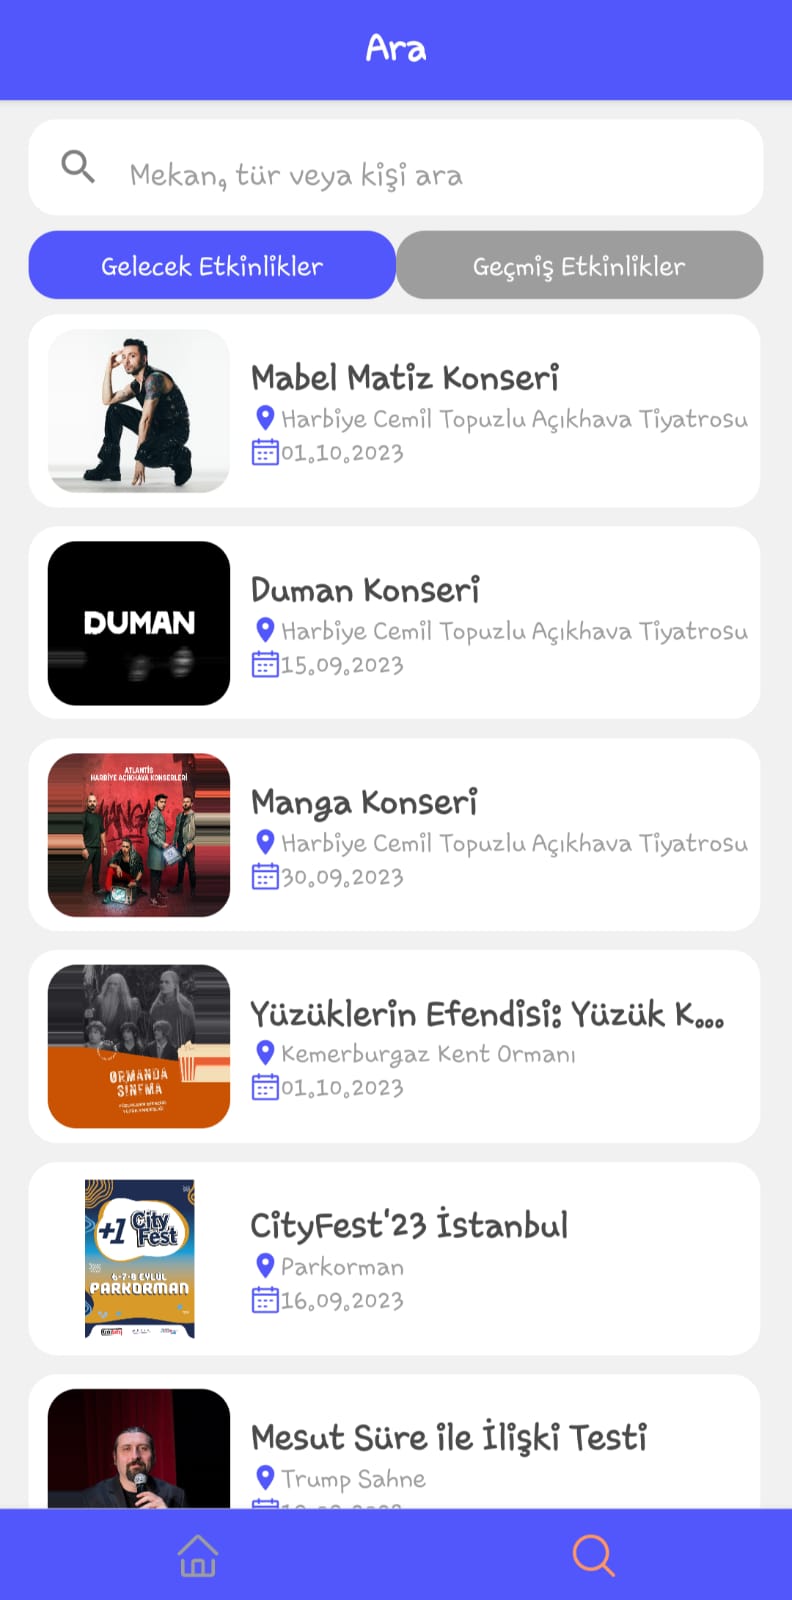 Ara
Mekan, tür veya kişi ara
Gelecek Etkinlikler
Geçmiş Etkinlikler
Mabel Matiz Konseri
Harbiye Cemil Topuzlu Açıkhava Tiyatrosu
01.10.2023
DUMAN
Duman Konseri
Harbiye Cemil Topuzlu Açıkhava Tiyatrosu
15.09.2023
ATLANTİS
HARBİYE AÇIKHAVA KONSERLERİ
MANGA
Manga Konseri
Harbiye Cemil Topuzlu Açıkhava Tiyatrosu
30.09.2023
ORMANDA
SINEMA
Yüzüklerin Efendisi: Yüzük K...
Kemerburgaz Kent Ormanı
01.10.2023
+1 City
Fest
6-7-8 EYLÜL
PARKORMAN
CityFest'23 İstanbul
Parkorman
16.09.2023
Mesut Süre ile İlişki Testi
Trump Sahne